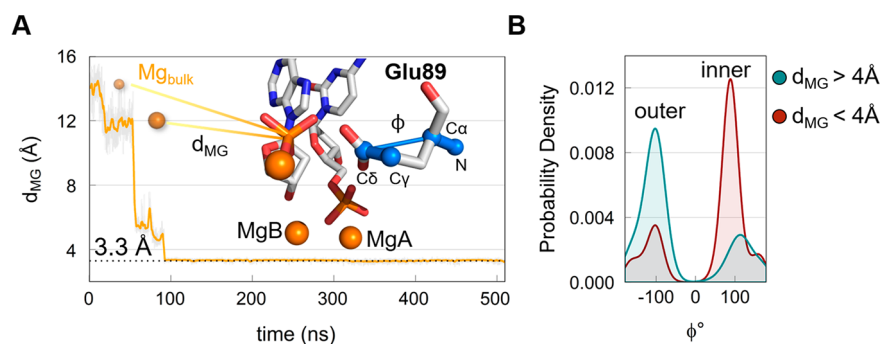 A
16
12
8
4
d_MG (Å)
Mg_bulk
d_MG
Glu89
ϕ
Cα
N
Cδ
Cγ
MgB
MgA
3.3 Å
0 100 200 300 400 500
time (ns)
B
0.012
0.008
0.004
0.000
Probability Density
outer
inner
-100 0 100
ϕ°
d_MG > 4Å
d_MG < 4Å